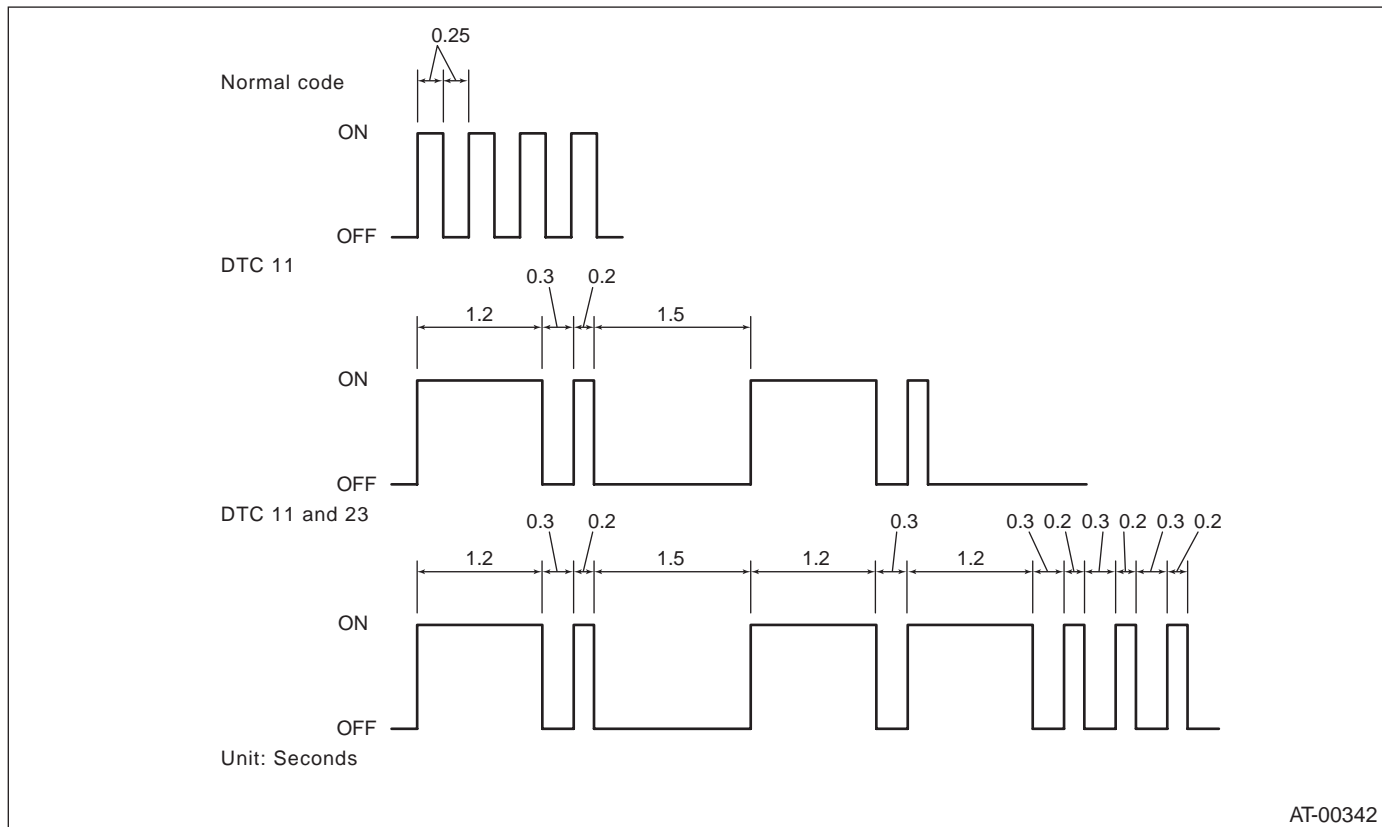 0.25
Normal code
ON
OFF
DTC 11
0.3 0.2
1.2 1.5
ON
OFF
DTC 11 and 23
0.3 0.2 0.3 0.3 0.2 0.3 0.2 0.3 0.2
1.2 1.5 1.2 1.2
ON
OFF
Unit: Seconds
AT-00342